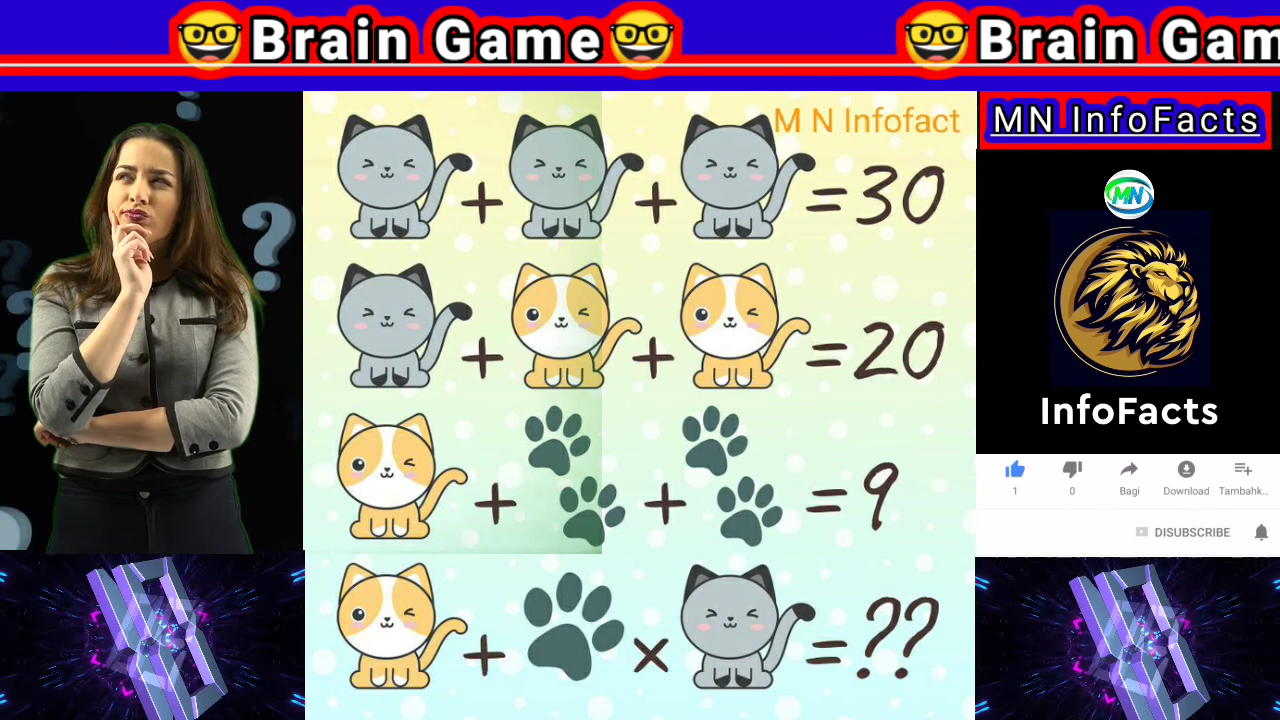 🤓Brain Game🤓 🤓Brain Gam
M N Infofact
+ + =30
+ + =20
+ + =9
+ × =??
MN InfoFacts
MN
InfoFacts
1 0 Bagi Download Tambahk...
DISUBSCRIBE